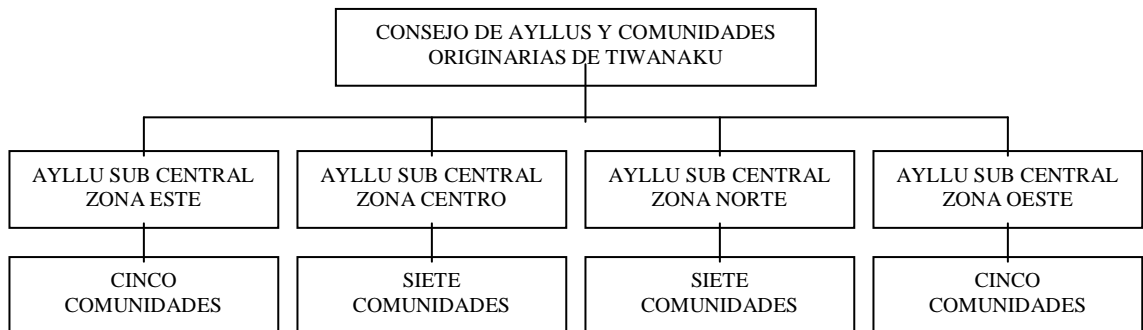 CONSEJO DE AYLLUS Y COMUNIDADES
ORIGINARIAS DE TIWANAKU
AYLLU SUB CENTRAL
ZONA ESTE
AYLLU SUB CENTRAL
ZONA CENTRO
AYLLU SUB CENTRAL
ZONA NORTE
AYLLU SUB CENTRAL
ZONA OESTE
CINCO
COMUNIDADES
SIETE
COMUNIDADES
SIETE
COMUNIDADES
CINCO
COMUNIDADES